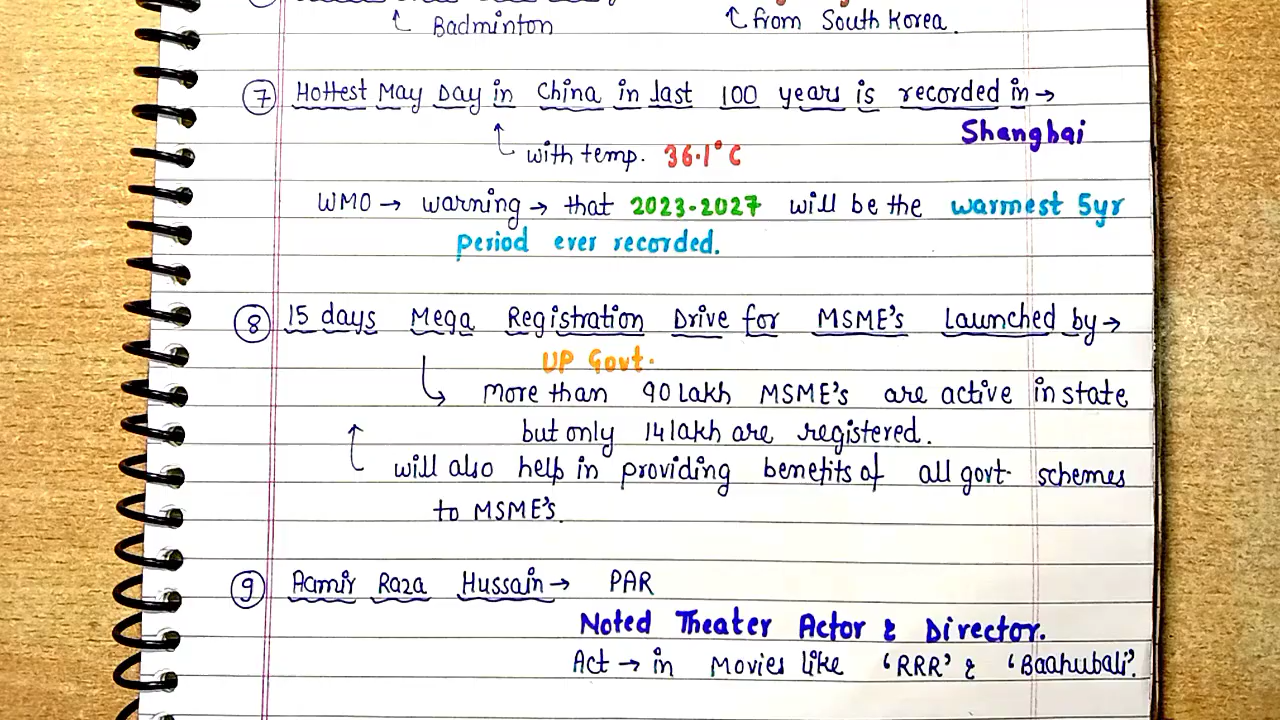 Badminton from South Korea.
⑦ Hottest May Day in China in last 100 years is recorded in →
Shanghai
with temp. 36.1°C
WMO → warning → that 2023-2027 will be the warmest 5yr
period ever recorded.
⑧ 15 days Mega Registration Drive for MSME's Launched by →
UP Govt.
more than 90 lakh MSME's are active in state
but only 14 lakh are registered.
will also help in providing benefits of all govt. schemes
to MSME's.
⑨ Aamir Raza Hussain → PAR
Noted Theater Actor & Director.
Act → in Movies like 'RRR' & 'Baahubali'.